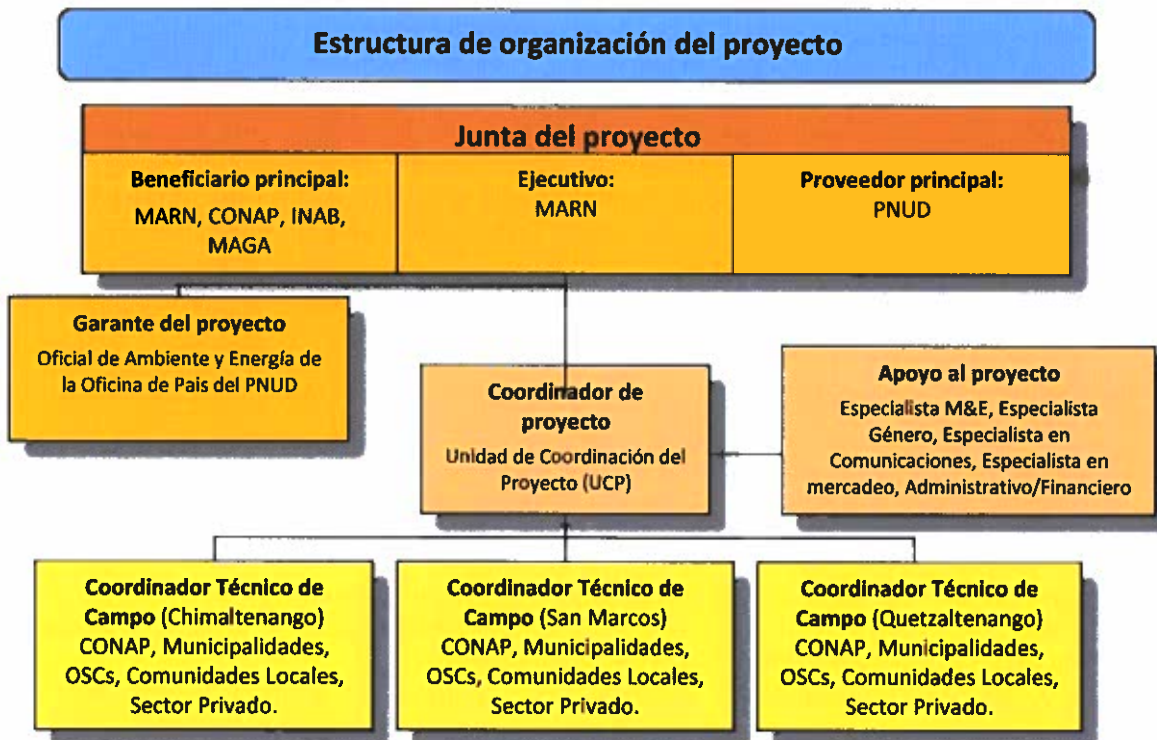 Estructura de organización del proyecto
Junta del proyecto
Beneficiario principal:
MARN, CONAP, INAB,
MAGA
Ejecutivo:
MARN
Proveedor principal:
PNUD
Garante del proyecto
Oficial de Ambiente y Energía de
la Oficina de Pais del PNUD
Coordinador de
proyecto
Unidad de Coordinación del
Proyecto (UCP)
Apoyo al proyecto
Especialista M&E, Especialista
Género, Especialista en
Comunicaciones, Especialista en
mercadeo, Administrativo/Financiero
Coordinador Técnico de
Campo (Chimaltenango)
CONAP, Municipalidades,
OSCs, Comunidades Locales,
Sector Privado.
Coordinador Técnico de
Campo (San Marcos)
CONAP, Municipalidades,
OSCs, Comunidades Locales,
Sector Privado.
Coordinador Técnico de
Campo (Quetzaltenango)
CONAP, Municipalidades,
OSCs, Comunidades Locales,
Sector Privado.